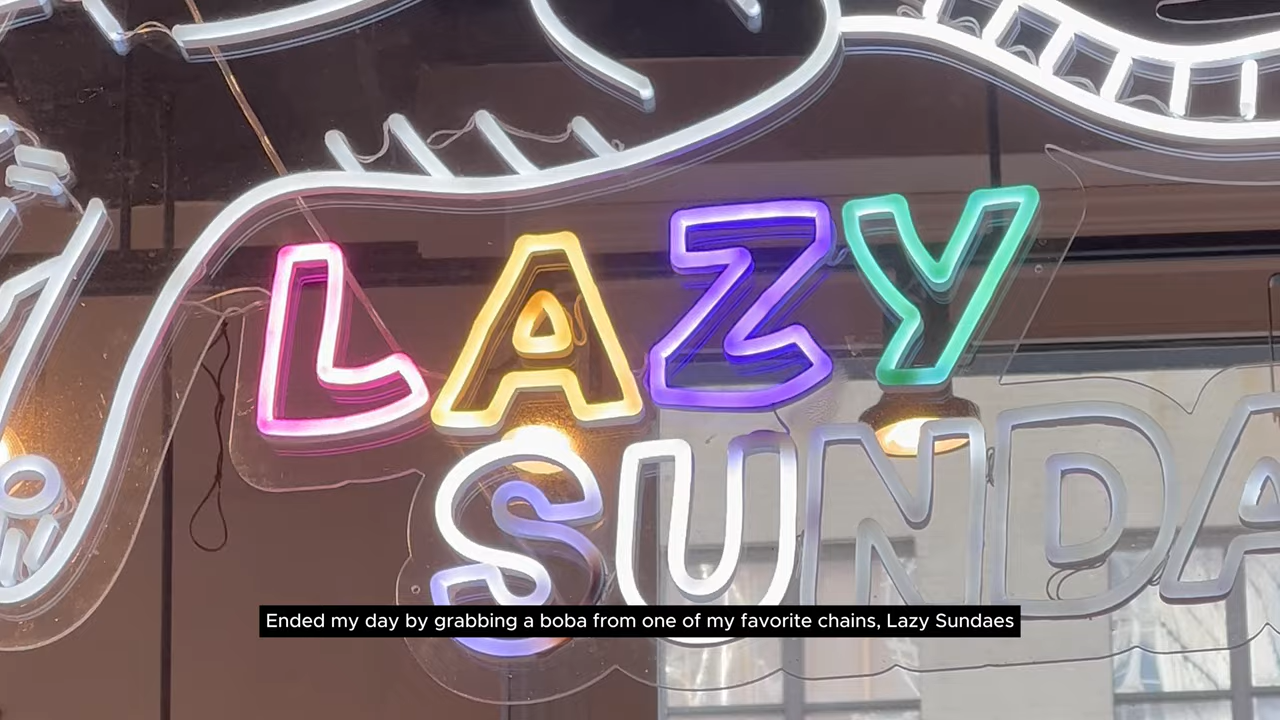 LAZY
SUNDA
Ended my day by grabbing a boba from one of my favorite chains, Lazy Sundaes